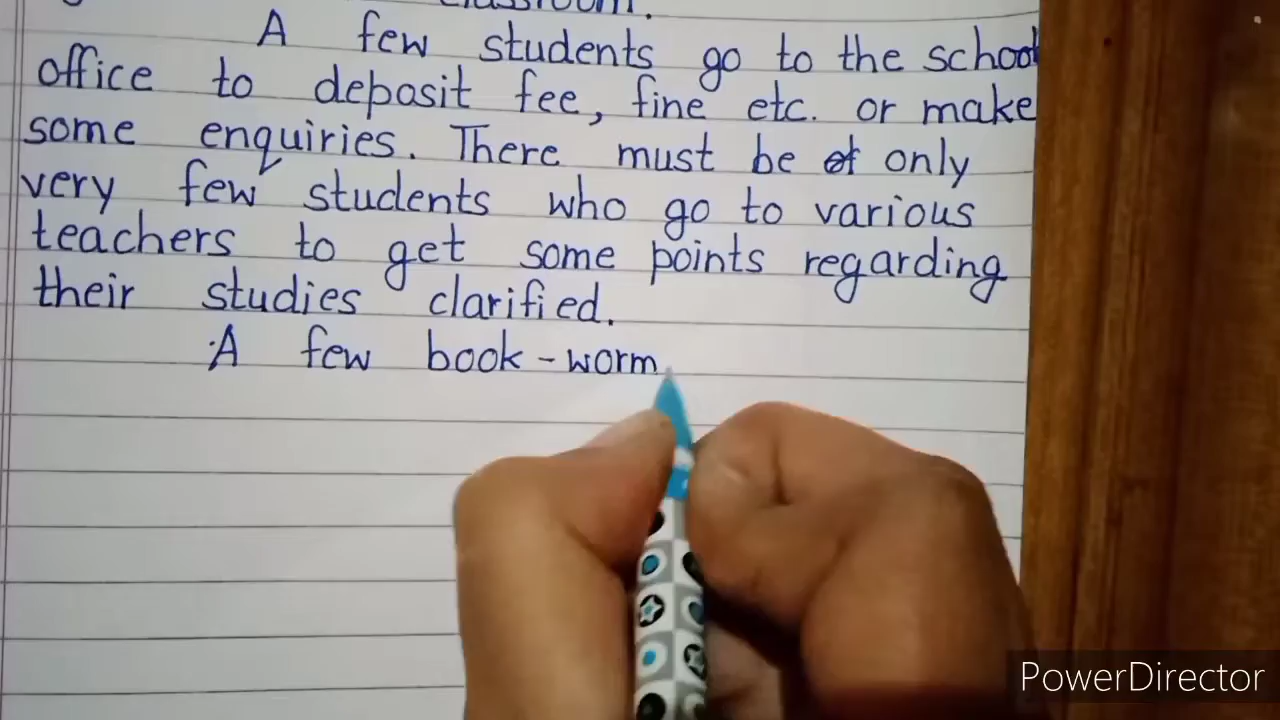 classroom.
A few students go to the school
office to deposit fee, fine etc. or make
some enquiries. There must be only
very few students who go to various
teachers to get some points regarding
their studies clarified.
A few book-worm
PowerDirector